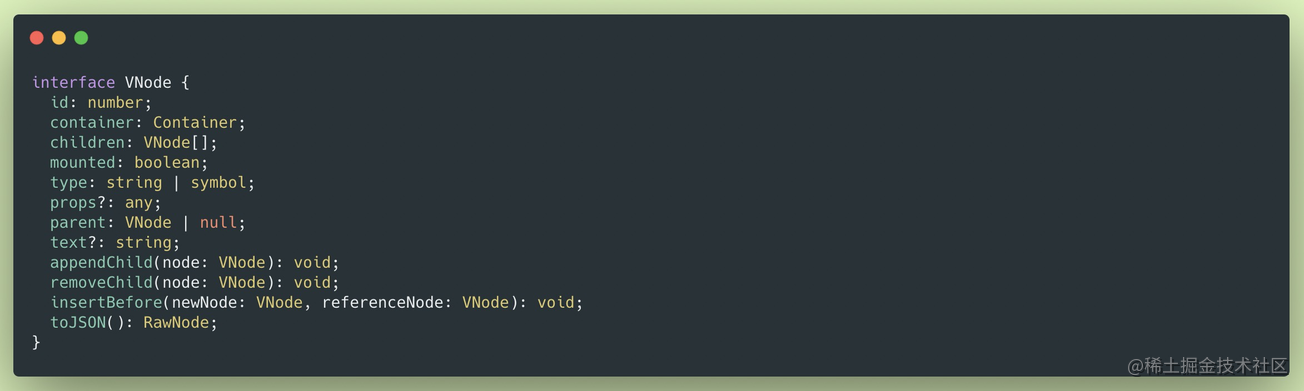 interface VNode {
  id: number;
  container: Container;
  children: VNode[];
  mounted: boolean;
  type: string | symbol;
  props?: any;
  parent: VNode | null;
  text?: string;
  appendChild(node: VNode): void;
  removeChild(node: VNode): void;
  insertBefore(newNode: VNode, referenceNode: VNode): void;
  toJSON(): RawNode;
}
@稀土掘金技术社区